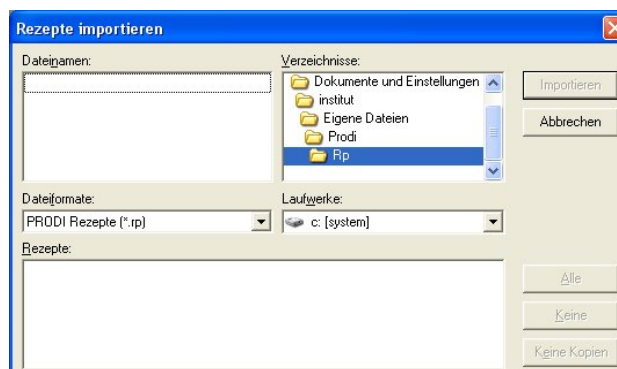 Rezepte importieren
Dateinamen:
Verzeichnisse:
Dokumente und Einstellungen
institut
Eigene Dateien
Prodi
Rp
Importieren
Abbrechen
Dateiformate:
PRODI Rezepte (*.rp)
Laufwerke:
c: [system]
Rezepte:
Alle
Keine
Keine Kopien